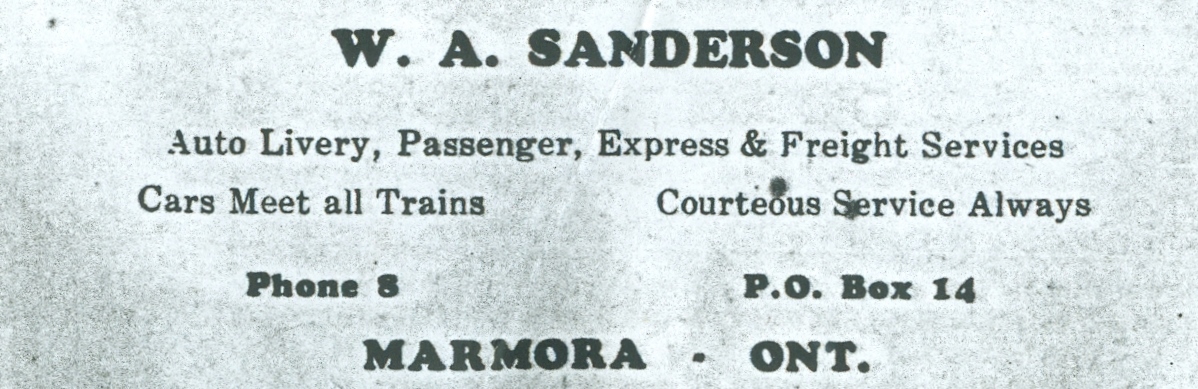 W. A. SANDERSON
Auto Livery, Passenger, Express & Freight Services
Cars Meet all Trains
Courteous Service Always
Phone 8
P.O. Box 14
MARMORA - ONT.